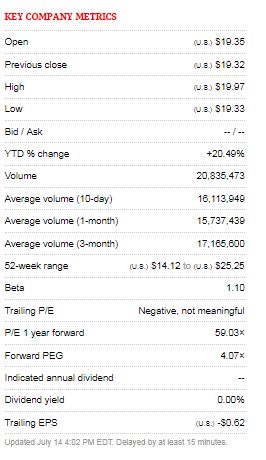 KEY COMPANY METRICS
Open (U.S.) $19.35
Previous close (U.S.) $19.32
High (U.S.) $19.97
Low (U.S.) $19.33
Bid / Ask -- / --
YTD % change +20.49%
Volume 20,835,473
Average volume (10-day) 16,113,949
Average volume (1-month) 15,737,439
Average volume (3-month) 17,165,600
52-week range (U.S.) $14.12 to (U.S.) $25.25
Beta 1.10
Trailing P/E Negative, not meaningful
P/E 1 year forward 59.03×
Forward PEG 4.07×
Indicated annual dividend --
Dividend yield 0.00%
Trailing EPS (U.S.) -$0.62
Updated July 14 4:02 PM EDT. Delayed by at least 15 minutes.